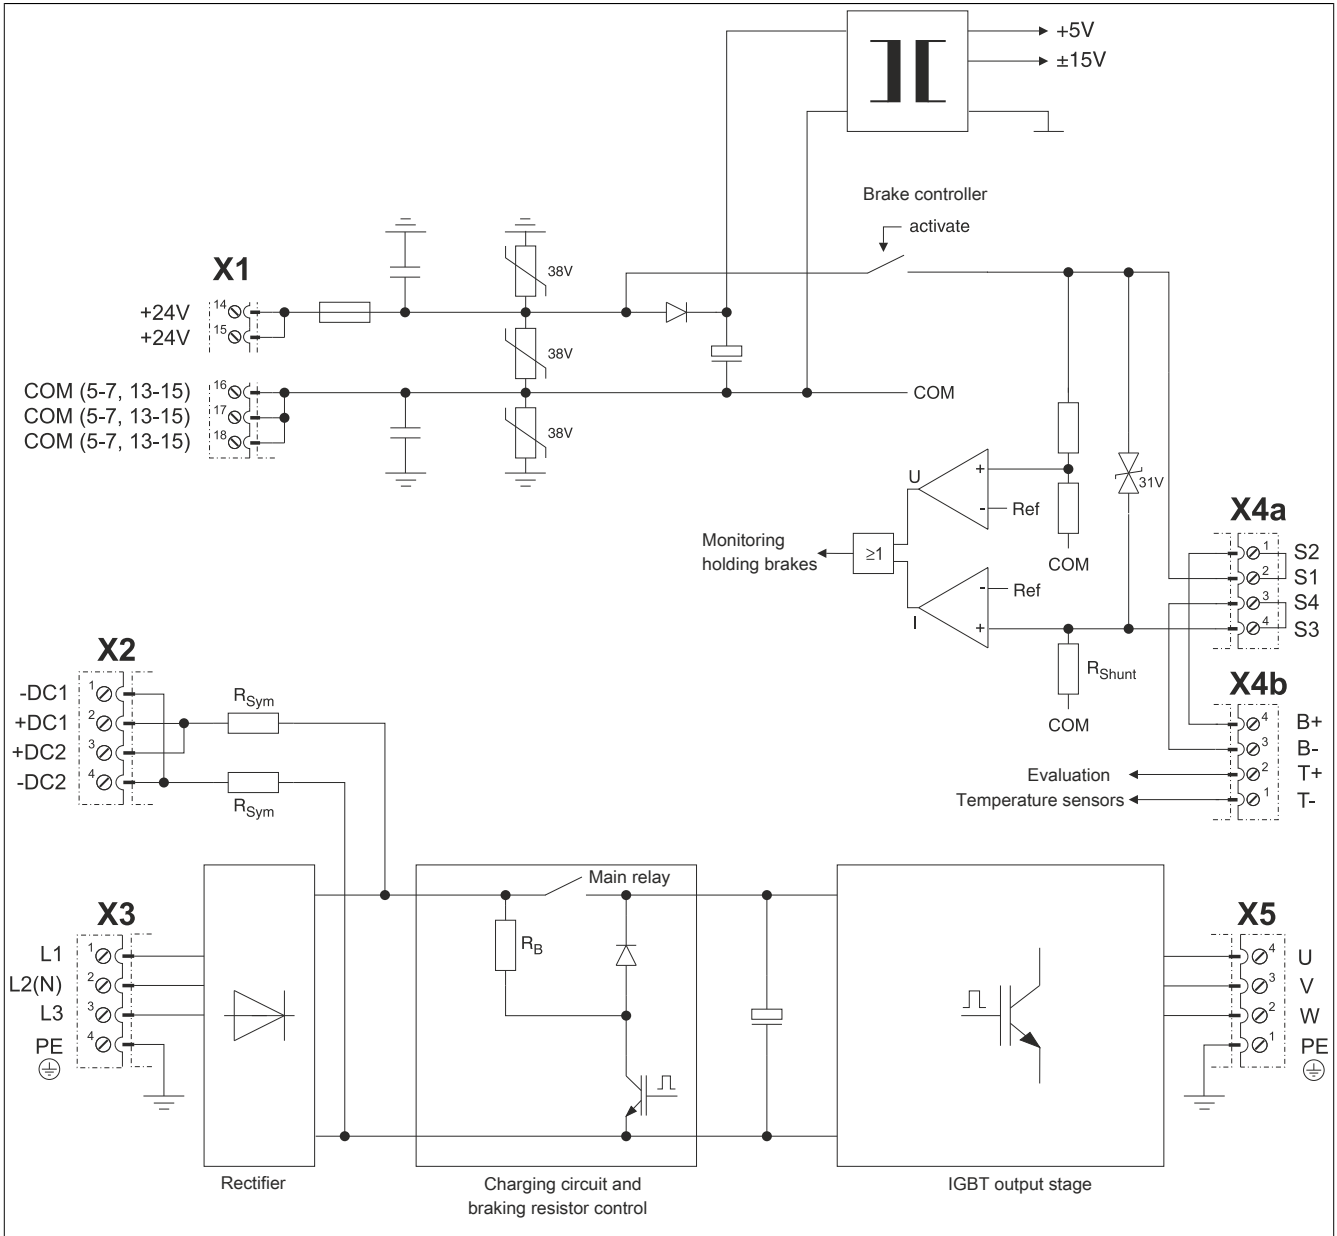 +5V
±15V
Brake controller
activate
X1
38V
14
+24V
15
+24V
38V
16
COM (5-7, 13-15)
COM
17
COM (5-7, 13-15)
18
COM (5-7, 13-15)
38V
U
+
-
Ref
31V
X4a
Monitoring
holding brakes
≥1
COM
1
S2
2
S1
-
Ref
3
S4
I
+
4
S3
X2
RShunt
X4b
-DC1
1
RSym
COM
+DC1
2
4
B+
+DC2
3
3
B-
-DC2
4
Evaluation
2
T+
RSym
Temperature sensors
1
T-
Main relay
X3
X5
L1
1
RB
4
U
L2(N)
2
3
V
L3
3
2
W
PE
4
1
PE
Rectifier
Charging circuit and
braking resistor control
IGBT output stage